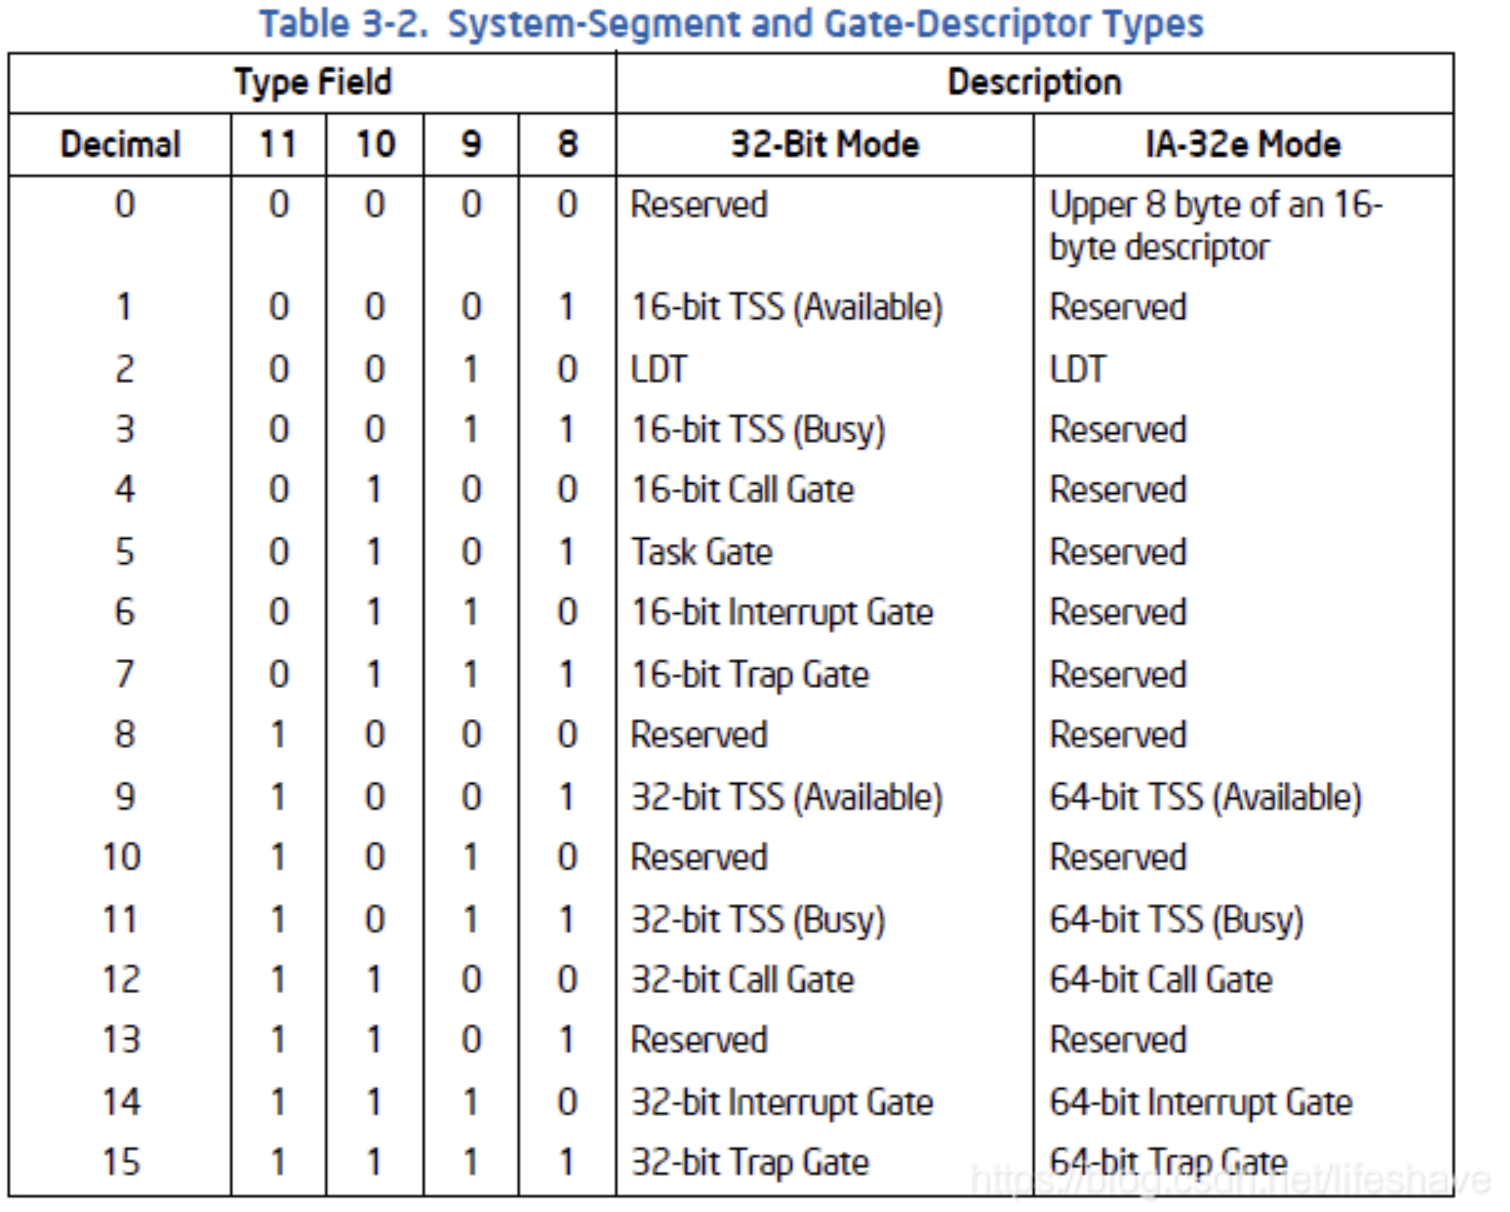 Table 3-2. System-Segment and Gate-Descriptor Types
Type Field Description
Decimal 11 10 9 8 32-Bit Mode IA-32e Mode
0 0 0 0 0 Reserved Upper 8 byte of an 16-
byte descriptor
1 0 0 0 1 16-bit TSS (Available) Reserved
2 0 0 1 0 LDT LDT
3 0 0 1 1 16-bit TSS (Busy) Reserved
4 0 1 0 0 16-bit Call Gate Reserved
5 0 1 0 1 Task Gate Reserved
6 0 1 1 0 16-bit Interrupt Gate Reserved
7 0 1 1 1 16-bit Trap Gate Reserved
8 1 0 0 0 Reserved Reserved
9 1 0 0 1 32-bit TSS (Available) 64-bit TSS (Available)
10 1 0 1 0 Reserved Reserved
11 1 0 1 1 32-bit TSS (Busy) 64-bit TSS (Busy)
12 1 1 0 0 32-bit Call Gate 64-bit Call Gate
13 1 1 0 1 Reserved Reserved
14 1 1 1 0 32-bit Interrupt Gate 64-bit Interrupt Gate
15 1 1 1 1 32-bit Trap Gate 64-bit Trap Gate
https://blog.csdn.net/lifeshave